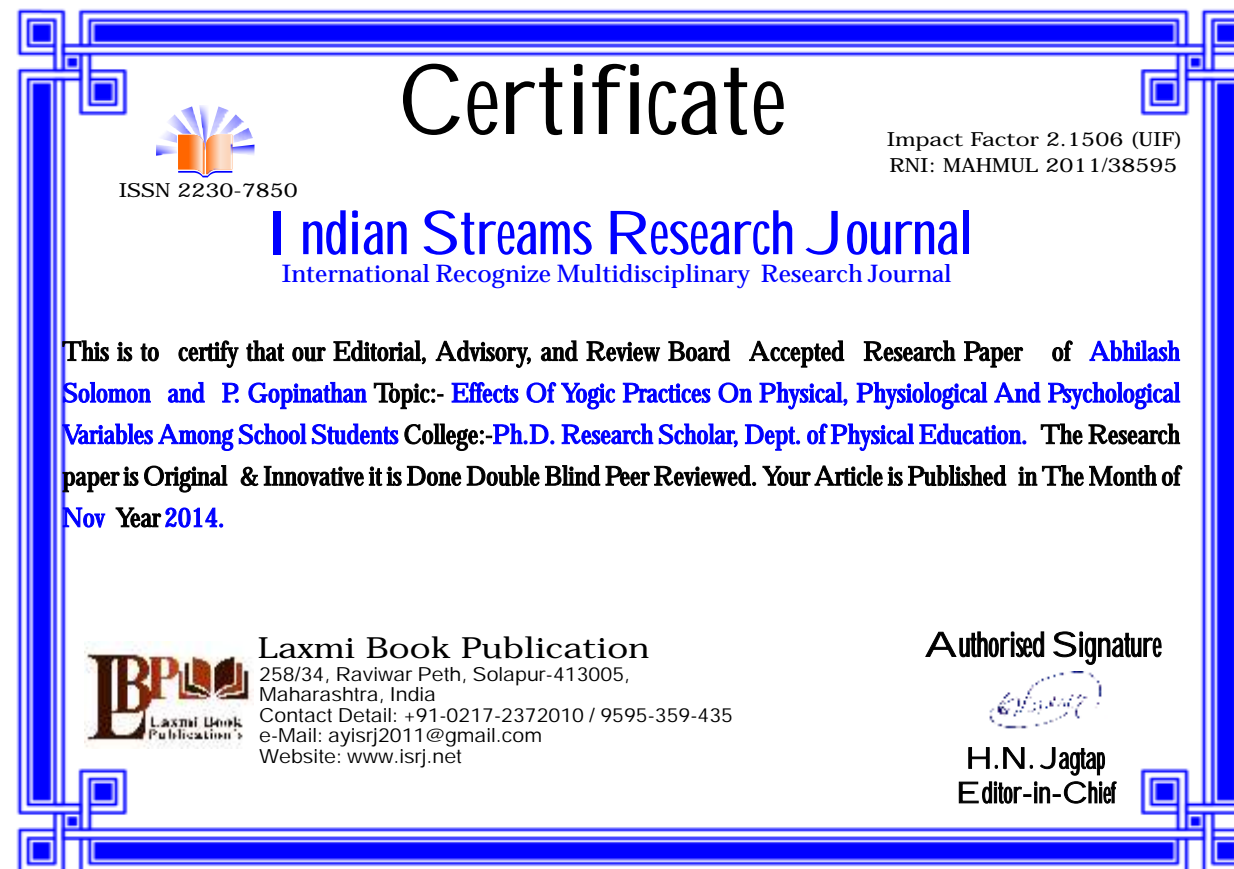 Certificate
Impact Factor 2.1506 (UIF)
RNI: MAHMUL 2011/38595
ISSN 2230-7850
Indian Streams Research Journal
International Recognize Multidisciplinary Research Journal
This is to certify that our Editorial, Advisory, and Review Board Accepted Research Paper of Abhilash
Solomon and P. Gopinathan Topic:- Effects Of Yogic Practices On Physical, Physiological And Psychological
Variables Among School Students College:-Ph.D. Research Scholar, Dept. of Physical Education. The Research
paper is Original & Innovative it is Done Double Blind Peer Reviewed. Your Article is Published in The Month of
Nov Year 2014.
LBP
Laxmi Book
Publication's
Laxmi Book Publication
258/34, Raviwar Peth, Solapur-413005,
Maharashtra, India
Contact Detail: +91-0217-2372010 / 9595-359-435
e-Mail: ayisrj2011@gmail.com
Website: www.isrj.net
Authorised Signature
H.N. Jagtap
Editor-in-Chief